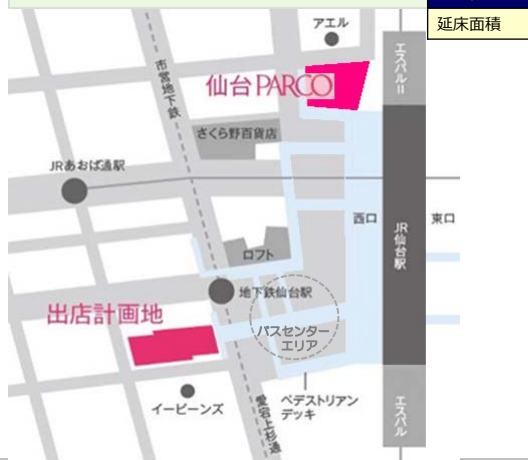 延床面積
アエル
エスパルⅡ
市営地下鉄
仙台PARCO
さくら野百貨店
JRあおば通駅
西口
JR仙台駅
東口
ロフト
地下鉄仙台駅
出店計画地
バスセンター
エリア
イービーンズ
愛宕上杉通
ペデストリアン
デッキ
エスパル